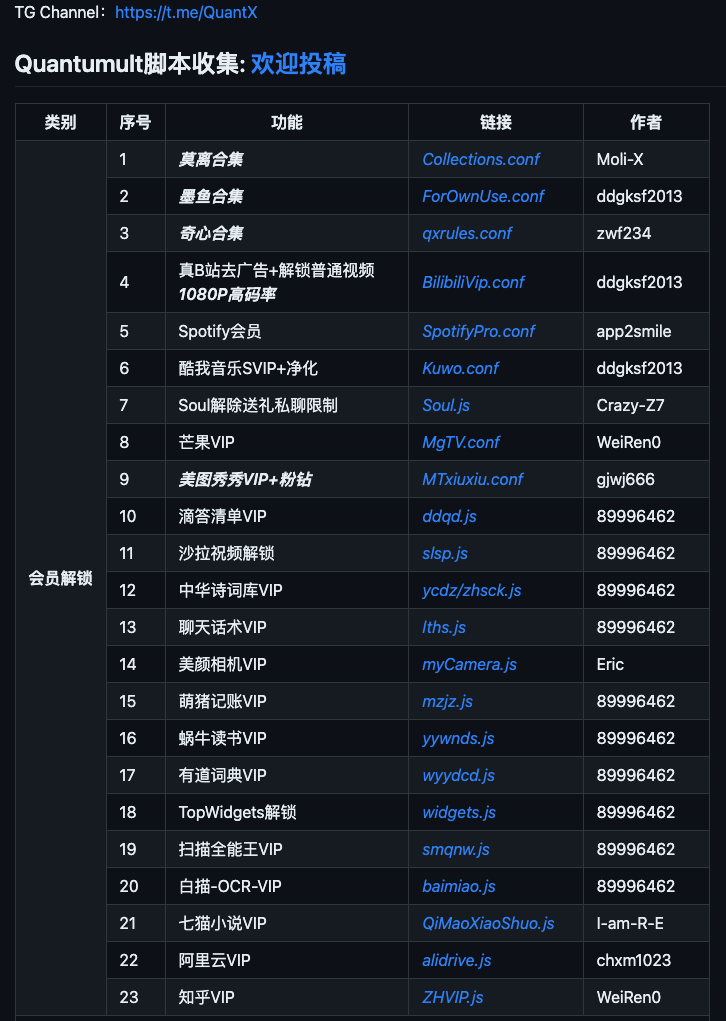 TG Channel：https://t.me/QuantX
Quantumult脚本收集: 欢迎投稿
类别 序号 功能 链接 作者
会员解锁
1 莫离合集 Collections.conf Moli-X
2 墨鱼合集 ForOwnUse.conf ddgksf2013
3 奇心合集 qxrules.conf zwf234
4 真B站去广告+解锁普通视频
1080P高码率 BilibiliVip.conf ddgksf2013
5 Spotify会员 SpotifyPro.conf app2smile
6 酷我音乐SVIP+净化 Kuwo.conf ddgksf2013
7 Soul解除送礼私聊限制 Soul.js Crazy-Z7
8 芒果VIP MgTV.conf WeiRen0
9 美图秀秀VIP+粉钻 MTxiuxiu.conf gjwj666
10 滴答清单VIP ddqd.js 89996462
11 沙拉祝频解锁 slsp.js 89996462
12 中华诗词库VIP ycdz/zhsck.js 89996462
13 聊天话术VIP lths.js 89996462
14 美颜相机VIP myCamera.js Eric
15 萌猪记账VIP mzjz.js 89996462
16 蜗牛读书VIP yywnds.js 89996462
17 有道词典VIP wyydcd.js 89996462
18 TopWidgets解锁 widgets.js 89996462
19 扫描全能王VIP smqnw.js 89996462
20 白描-OCR-VIP baimiao.js 89996462
21 七猫小说VIP QiMaoXiaoShuo.js I-am-R-E
22 阿里云VIP alidrive.js chxm1023
23 知乎VIP ZHVIP.js WeiRen0